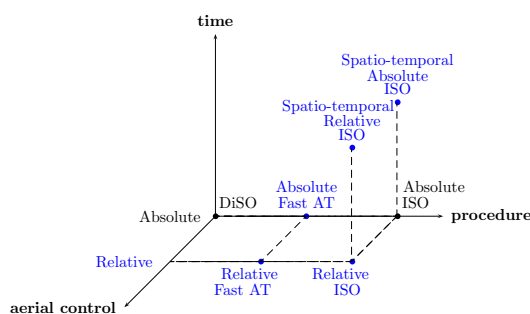 time
Spatio-temporal
Absolute
ISO
Spatio-temporal
Relative
ISO
Absolute
Fast AT
Absolute
ISO
DiSO
Absolute
procedure
Relative
Relative
Fast AT
Relative
ISO
aerial control